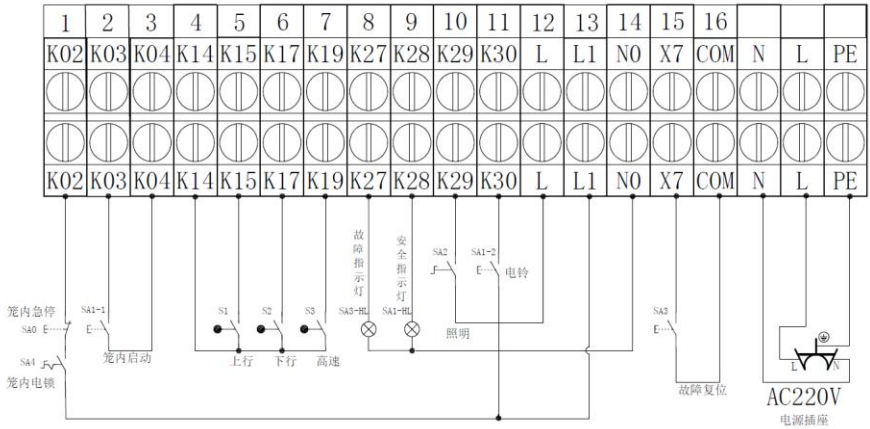 1 2 3 4 5 6 7 8 9 10 11 12 13 14 15 16
K02 K03 K04 K14 K15 K17 K19 K27 K28 K29 K30 L L1 N0 X7 COM N L PE
K02 K03 K04 K14 K15 K17 K19 K27 K28 K29 K30 L L1 N0 X7 COM N L PE
故障指示灯
安全指示灯
SA2
SA1-2
电铃
笼内急停
SA0
SA1-1
S1
S2
S3
SA3-HL
SA1-HL
SA3
照明
SA4
笼内启动
上行
下行
高速
L
N
笼内电锁
故障复位
AC220V
电源插座